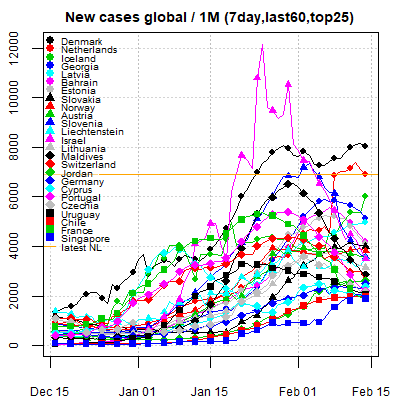 New cases global / 1M (7day,last60,top25)
12000
10000
8000
6000
4000
2000
0
Denmark
Netherlands
Iceland
Georgia
Latvia
Bahrain
Estonia
Slovakia
Norway
Austria
Slovenia
Liechtenstein
Israel
Lithuania
Maldives
Switzerland
Jordan
Germany
Cyprus
Portugal
Czechia
Uruguay
Chile
France
Singapore
latest NL
Dec 15
Jan 01
Jan 15
Feb 01
Feb 15